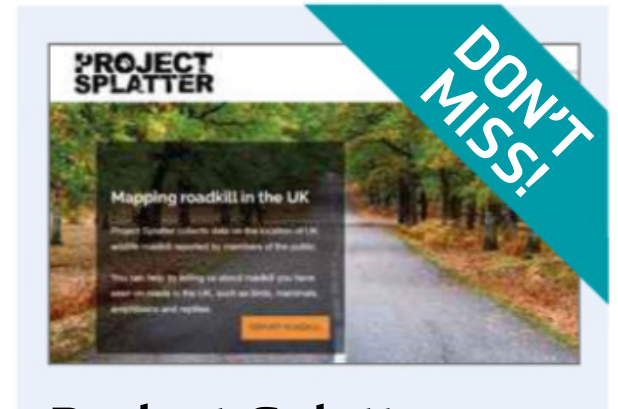 PROJECT
SPLATTER
DON'T
MISS!
Mapping roadkill in the UK
Project Splatter collects data on the location of UK
wildlife roadkill reported by members of the public.
You can help by telling us about roadkill you have
seen on roads in the UK, such as birds, mammals,
amphibians and reptiles.
REPORT ROADKILL